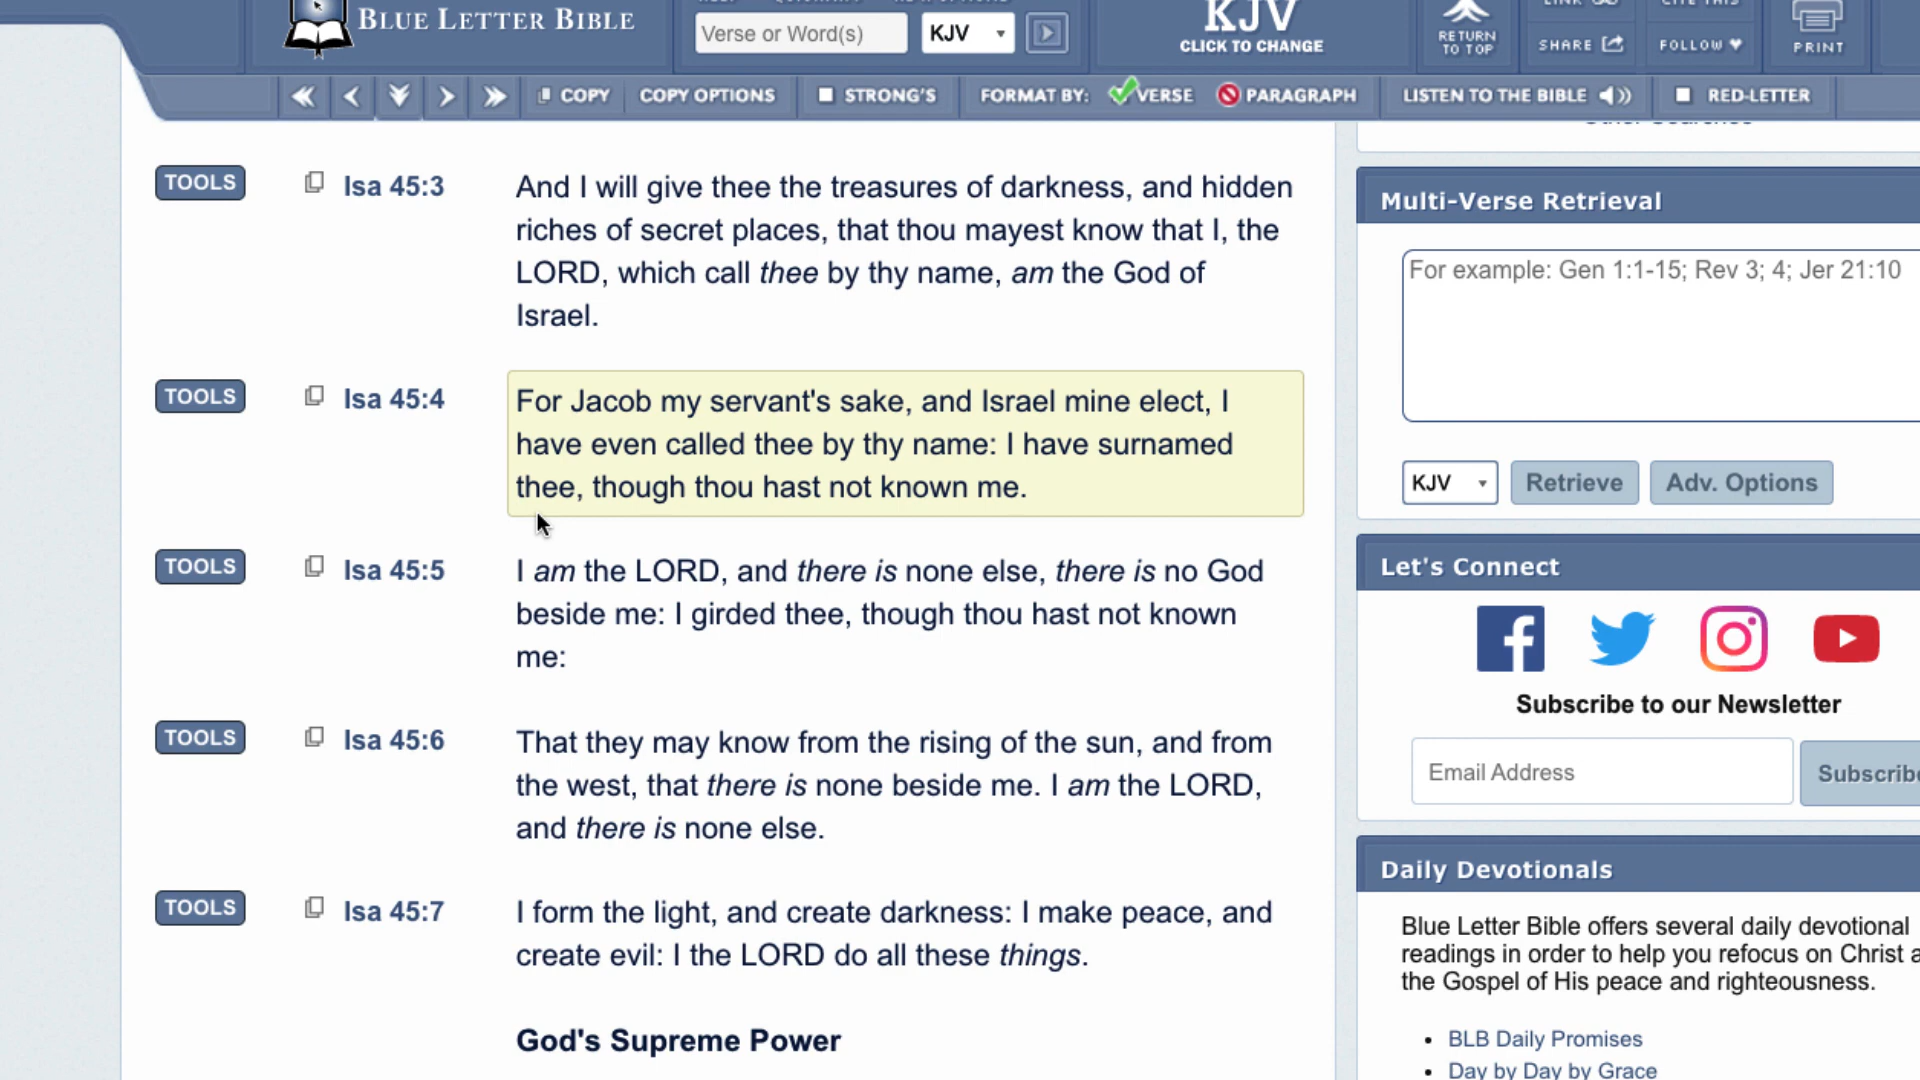 BLUE LETTER BIBLE
Verse or Word(s)
KJV
KJV
CLICK TO CHANGE
RETURN
TO TOP
SHARE
FOLLOW
PRINT
COPY
COPY OPTIONS
STRONG'S
FORMAT BY:
VERSE
PARAGRAPH
LISTEN TO THE BIBLE
RED-LETTER
TOOLS
Isa 45:3
And I will give thee the treasures of darkness, and hidden
riches of secret places, that thou mayest know that I, the
LORD, which call thee by thy name, am the God of
Israel.
TOOLS
Isa 45:4
For Jacob my servant's sake, and Israel mine elect, I
have even called thee by thy name: I have surnamed
thee, though thou hast not known me.
TOOLS
Isa 45:5
I am the LORD, and there is none else, there is no God
beside me: I girded thee, though thou hast not known
me:
TOOLS
Isa 45:6
That they may know from the rising of the sun, and from
the west, that there is none beside me. I am the LORD,
and there is none else.
TOOLS
Isa 45:7
I form the light, and create darkness: I make peace, and
create evil: I the LORD do all these things.
God's Supreme Power
Multi-Verse Retrieval
For example: Gen 1:1-15; Rev 3; 4; Jer 21:10
KJV
Retrieve
Adv. Options
Let's Connect
Subscribe to our Newsletter
Email Address
Subscribe
Daily Devotionals
Blue Letter Bible offers several daily devotional
readings in order to help you refocus on Christ a
the Gospel of His peace and righteousness.
• BLB Daily Promises
• Day by Day by Grace